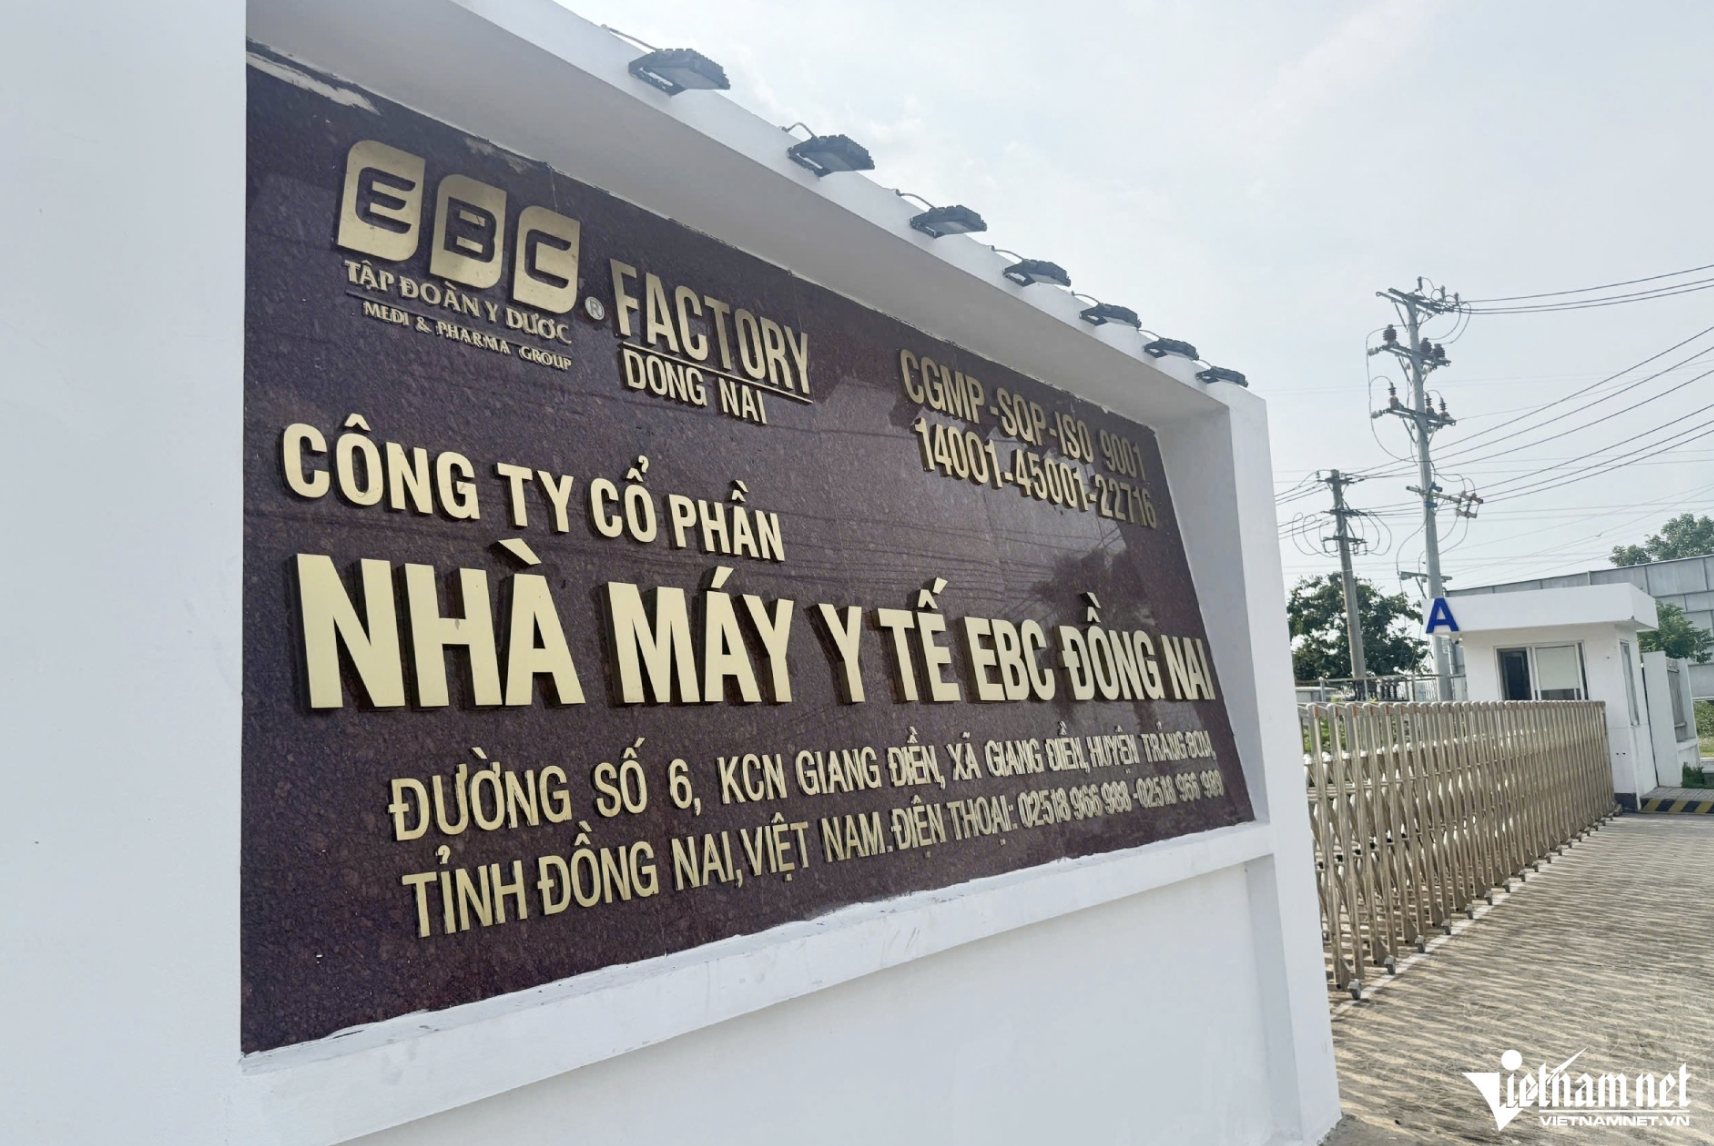 EBC
®
TẬP ĐOÀN Y DƯỢC
MEDI & PHARMA GROUP
FACTORY
DONG NAI
CGMP-SQP-ISO 9001
14001-45001-22716
CÔNG TY CỔ PHẦN
NHÀ MÁY Y TẾ EBC ĐỒNG NAI
ĐƯỜNG SỐ 6, KCN GIANG ĐIỀN, XÃ GIANG ĐIỀN, HUYỆN TRẢNG BOM,
TỈNH ĐỒNG NAI, VIỆT NAM. ĐIỆN THOẠI: 02518 966 988 - 02518 966 989
A
Vietnamnet
VIETNAMNET.VN